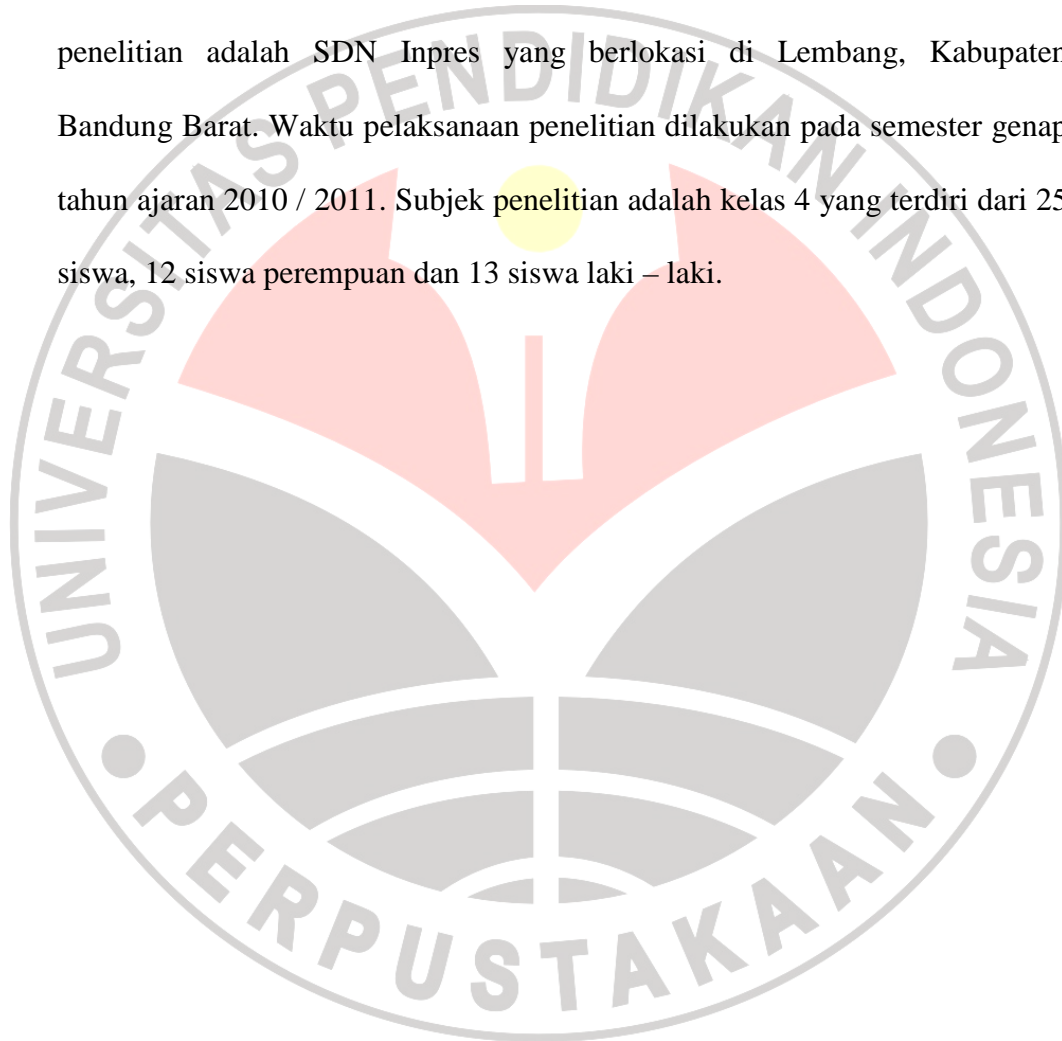 penelitian adalah SDN Inpres yang berlokasi di Lembang, Kabupaten
Bandung Barat. Waktu pelaksanaan penelitian dilakukan pada semester genap
tahun ajaran 2010 / 2011. Subjek penelitian adalah kelas 4 yang terdiri dari 25
siswa, 12 siswa perempuan dan 13 siswa laki – laki.
UNIVERSITAS PENDIDIKAN INDONESIA
PERPUSTAKAAN